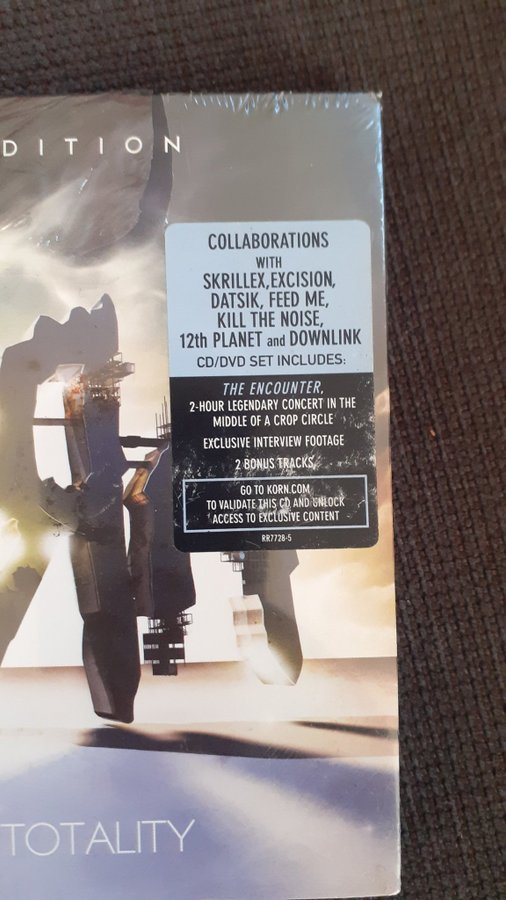 DITION
COLLABORATIONS
WITH
SKRILLEX, EXCISION,
DATSIK, FEED ME,
KILL THE NOISE,
12th PLANET and DOWNLINK
CD/DVD SET INCLUDES:
THE ENCOUNTER,
2-HOUR LEGENDARY CONCERT IN THE
MIDDLE OF A CROP CIRCLE
EXCLUSIVE INTERVIEW FOOTAGE
2 BONUS TRACKS
GO TO KORN.COM
TO VALIDATE THIS CD AND UNLOCK
ACCESS TO EXCLUSIVE CONTENT
RR7728-5
TOTALITY